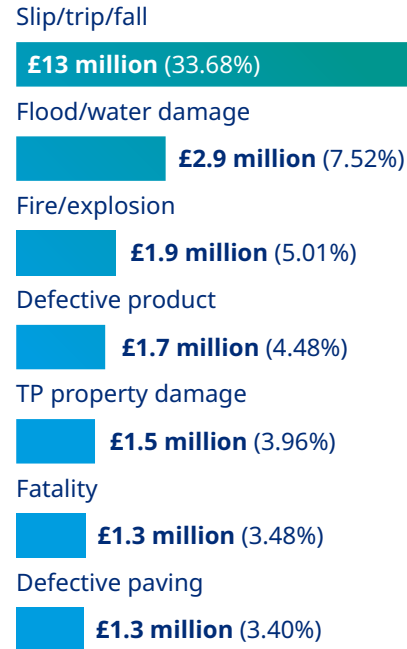 Slip/trip/fall
£13 million (33.68%)
Flood/water damage
£2.9 million (7.52%)
Fire/explosion
£1.9 million (5.01%)
Defective product
£1.7 million (4.48%)
TP property damage
£1.5 million (3.96%)
Fatality
£1.3 million (3.48%)
Defective paving
£1.3 million (3.40%)